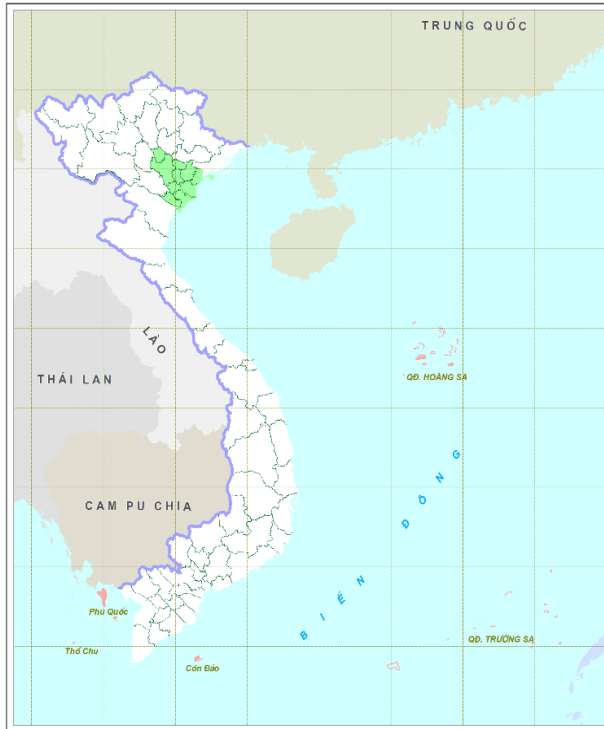 TRUNG QUỐC
LÀO
THÁI LAN
QĐ. HOÀNG SA
CAM PU CHIA
BIỂN ĐÔNG
Phú Quốc
Thổ Chu
Côn Đảo
QĐ. TRƯỜNG SA